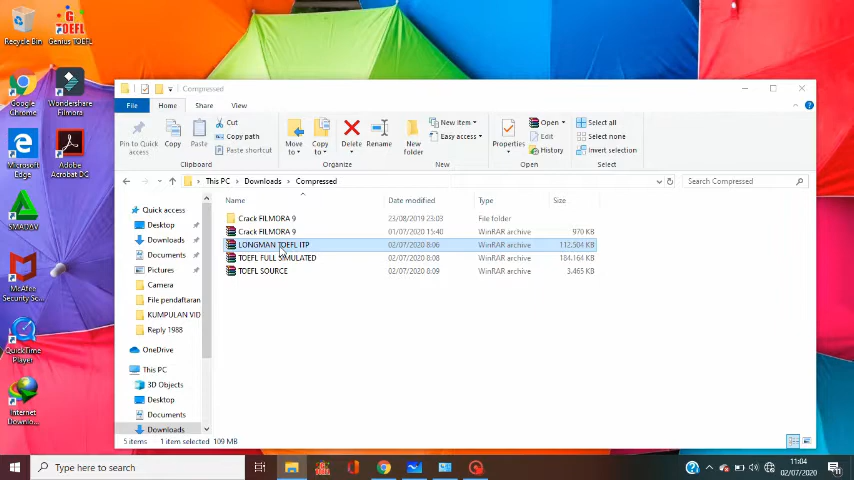 Recycle Bin
G
TOEFL
Genius TOEFL
Google
Chrome
Wondershare
Filmora
Microsoft
Edge
Adobe
Acrobat DC
SMADAV
McAfee
Security Sc...
QuickTime
Player
Internet
Downlo...
Compressed
File
Home
Share
View
Pin to Quick
access
Copy
Paste
Cut
Copy path
Paste shortcut
Clipboard
Move
to
Copy
to
Delete
Rename
Organize
New
folder
New item
Easy access
New
Properties
Open
Edit
History
Open
Select all
Select none
Invert selection
Select
This PC > Downloads > Compressed
Search Compressed
Name Date modified Type Size
Crack FILMORA 9 23/08/2019 23:03 File folder
Crack FILMORA 9 01/07/2020 15:40 WinRAR archive 970 KB
LONGMAN TOEFL ITP 02/07/2020 8:06 WinRAR archive 112.504 KB
TOEFL FULL SIMULATED 02/07/2020 8:08 WinRAR archive 184.164 KB
TOEFL SOURCE 02/07/2020 8:09 WinRAR archive 3.465 KB
Quick access
Desktop
Downloads
Documents
Pictures
Camera
File pendaftaran
KUMPULAN VID
Reply 1988
OneDrive
This PC
3D Objects
Desktop
Documents
Downloads
5 items 1 item selected 109 MB
Type here to search
11:04
02/07/2020